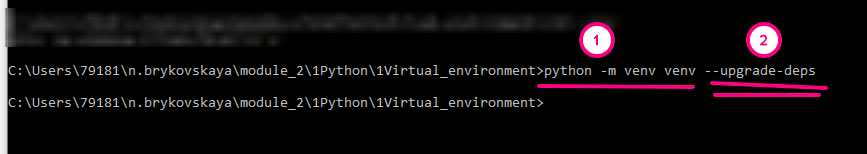 1 2
C:\Users\79181\n.brykovskaya\module_2\1Python\1Virtual_environment>python -m venv venv --upgrade-deps
C:\Users\79181\n.brykovskaya\module_2\1Python\1Virtual_environment>